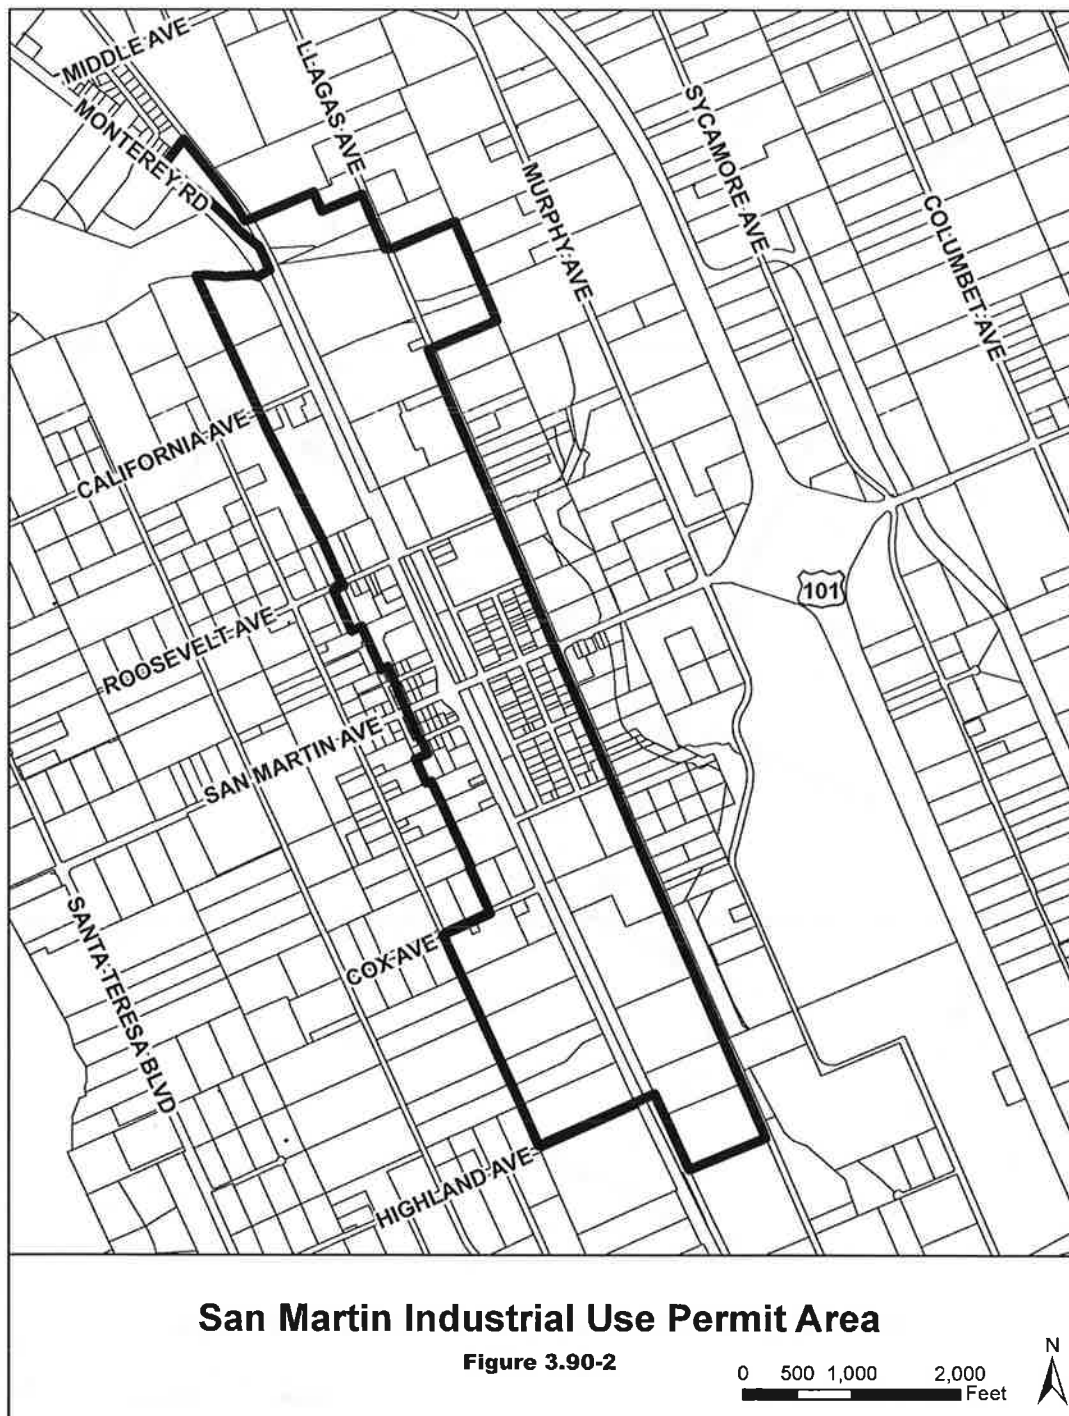 MIDDLE AVE
MONTEREY RD
LLAGAS AVE
MURPHY AVE
SYCAMORE AVE
COLUMBET AVE
CALIFORNIA AVE
ROOSEVELT AVE
SAN MARTIN AVE
101
SANTA TERESA BLVD
COX AVE
HIGHLAND AVE
San Martin Industrial Use Permit Area
Figure 3.90-2
0 500 1,000 2,000
Feet
N